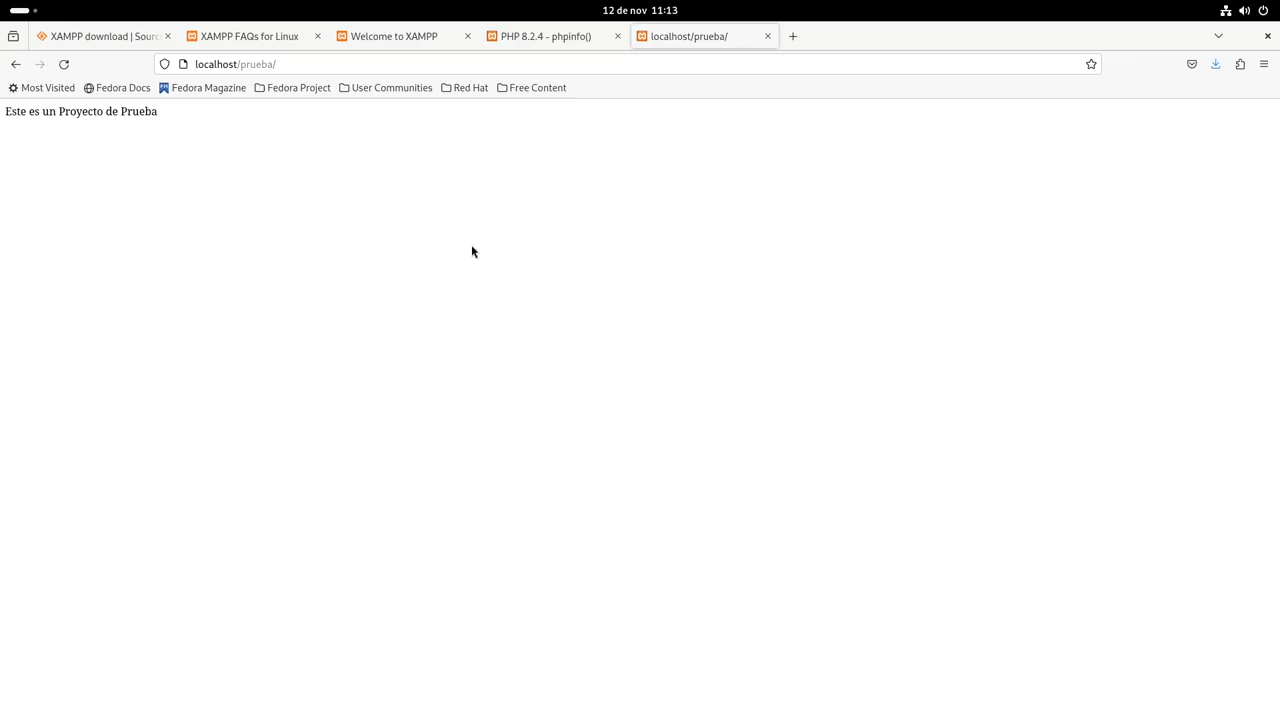 12 de nov 11:13
XAMPP download | Sourc
XAMPP FAQs for Linux
Welcome to XAMPP
PHP 8.2.4 - phpinfo()
localhost/prueba/
localhost/prueba/
Most Visited
Fedora Docs
Fedora Magazine
Fedora Project
User Communities
Red Hat
Free Content
Este es un Proyecto de Prueba